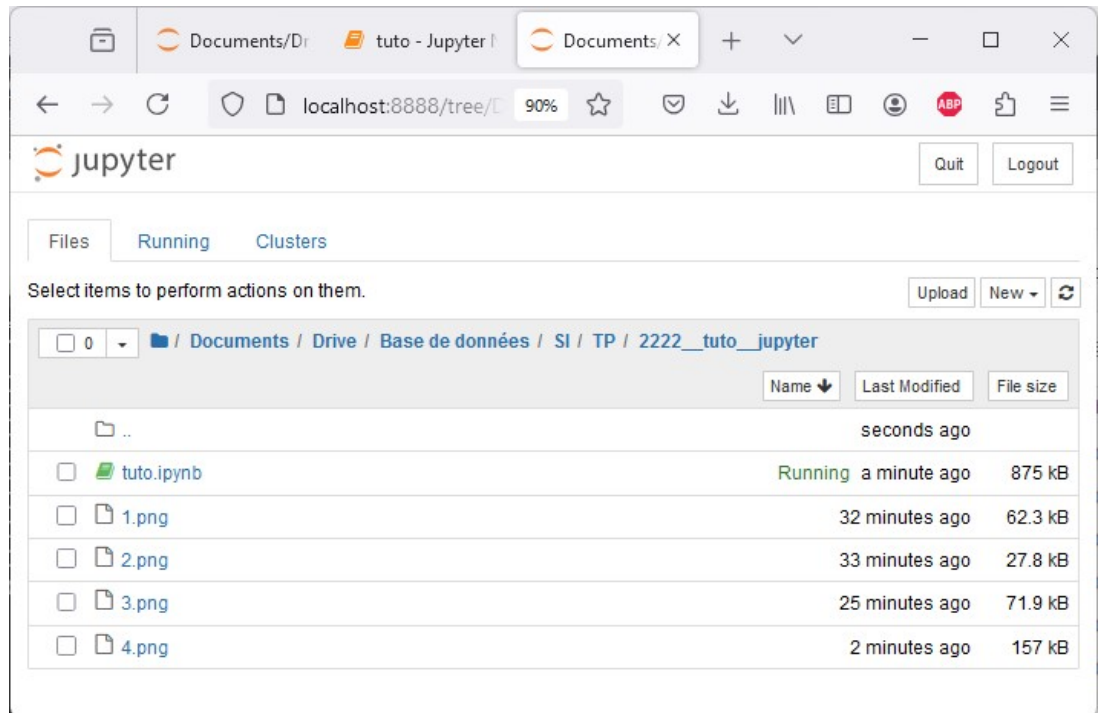 Documents/Dr tuto - Jupyter Documents/
localhost:8888/tree/ 90% ABP
jupyter Quit Logout
Files Running Clusters
Select items to perform actions on them. Upload New
0 / Documents / Drive / Base de données / SI / TP / 2222__tuto__jupyter
Name Last Modified File size
.. seconds ago
tuto.ipynb Running a minute ago 875 kB
1.png 32 minutes ago 62.3 kB
2.png 33 minutes ago 27.8 kB
3.png 25 minutes ago 71.9 kB
4.png 2 minutes ago 157 kB